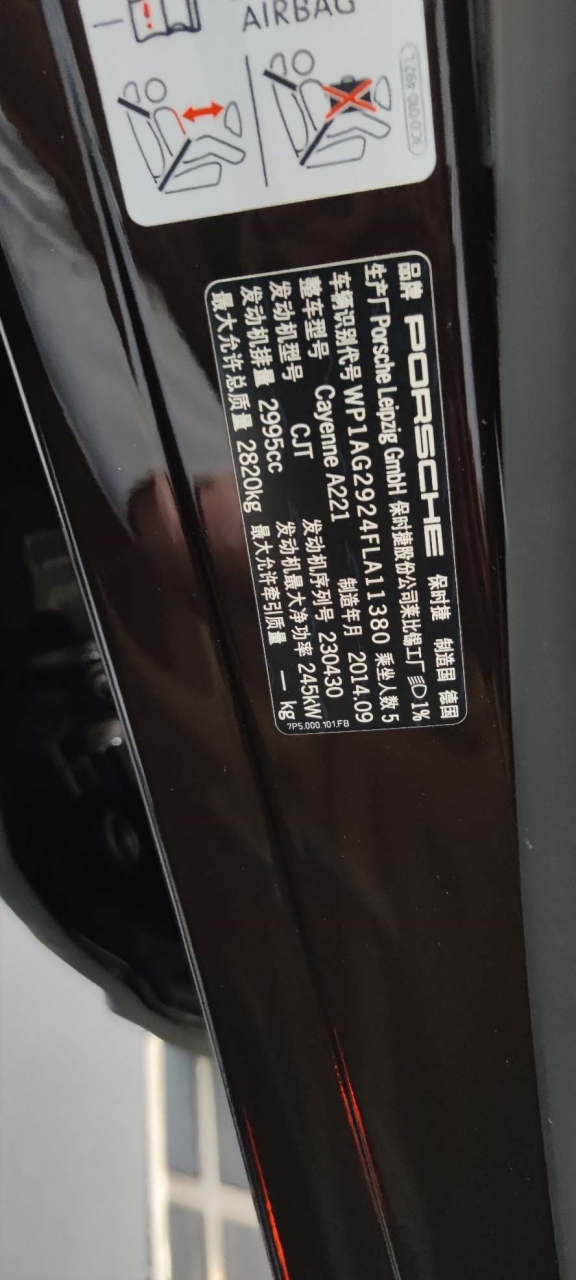 AIRBAG
品牌 PORSCHE 保时捷 制造国 德国
生产厂 Porsche Leipzig GmbH 保时捷股份公司莱比锡工厂 1%
车辆识别代号 WP1AG2924FLA11380 乘坐人数 5
整车型号 Cayenne A221 制造年月 2014.09
发动机型号 CJT 发动机序列号 230430
发动机排量 2995cc 发动机最大净功率 245kW
最大允许总质量 2820kg 最大允许牵引质量 — kg
7P5.000.101.FB